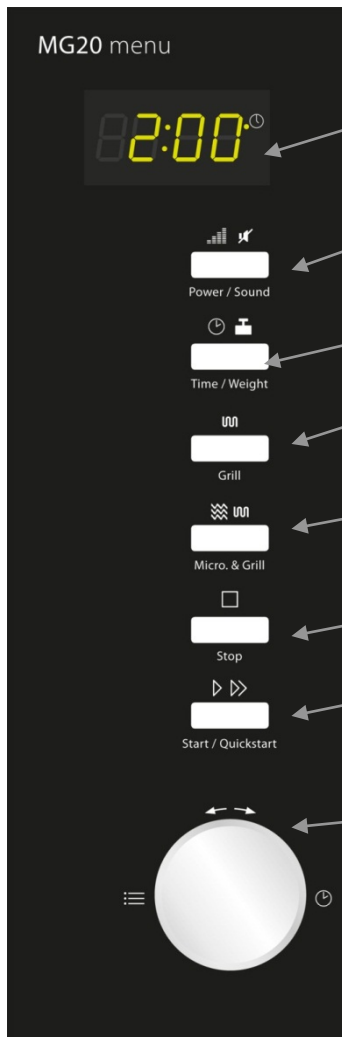 MG20 menu
2:00
Power / Sound
Time / Weight
Grill
Micro. & Grill
Stop
Start / Quickstart